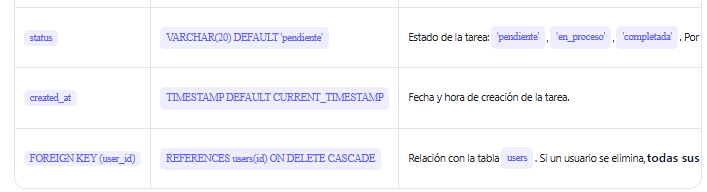 status VARCHAR(20) DEFAULT 'pendiente' Estado de la tarea: 'pendiente' , 'en_proceso' , 'completada' . Por
created_at TIMESTAMP DEFAULT CURRENT_TIMESTAMP Fecha y hora de creación de la tarea.
FOREIGN KEY (user_id) REFERENCES users(id) ON DELETE CASCADE Relación con la tabla users . Si un usuario se elimina, todas sus